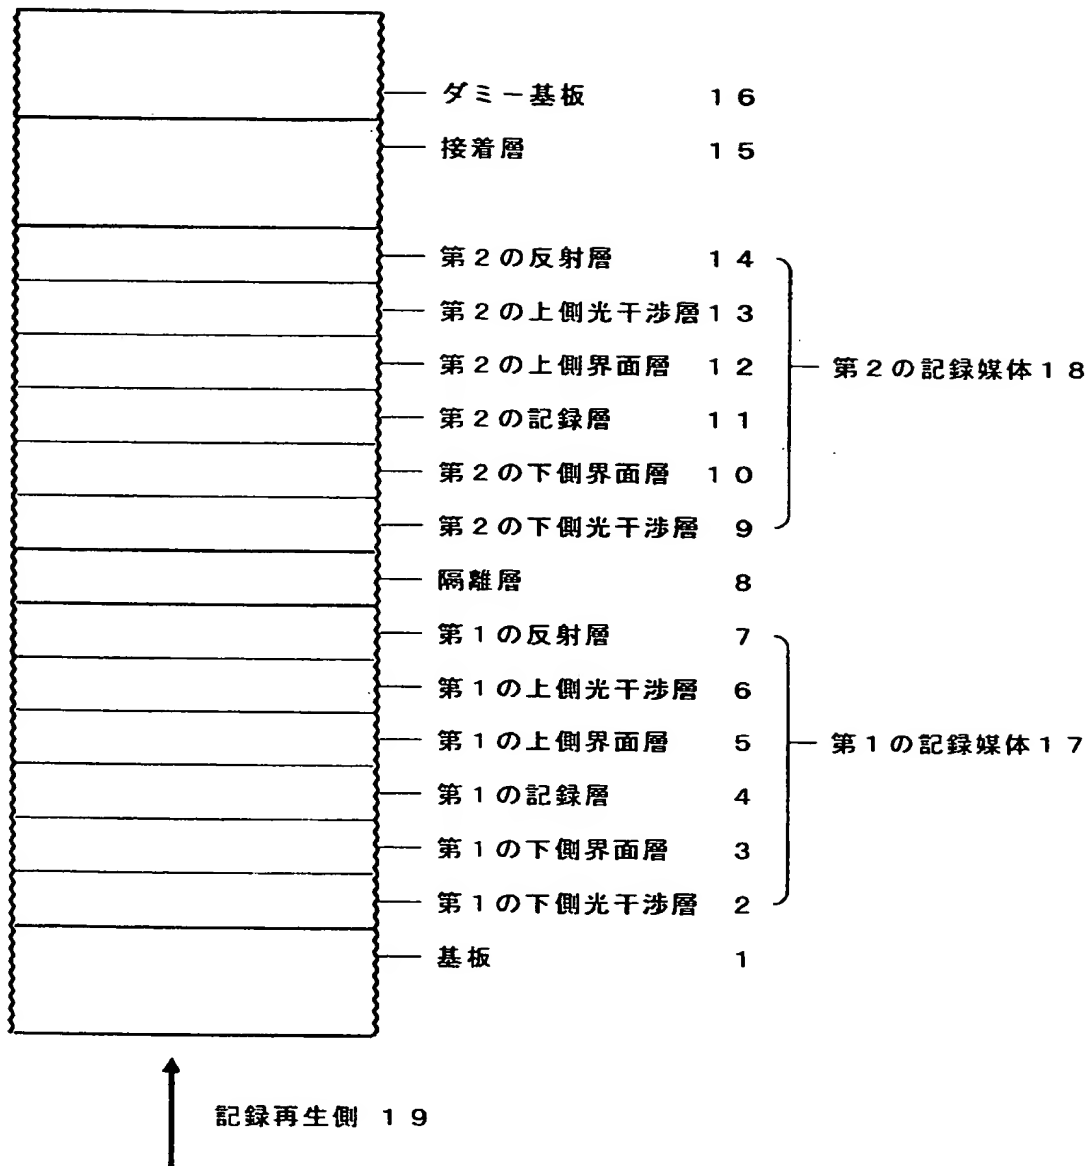 ダミー基板 16
接着層 15
第2の反射層 14
第2の上側光干渉層 13
第2の上側界面層 12
第2の記録媒体 18
第2の記録層 11
第2の下側界面層 10
第2の下側光干渉層 9
隔離層 8
第1の反射層 7
第1の上側光干渉層 6
第1の上側界面層 5
第1の記録媒体 17
第1の記録層 4
第1の下側界面層 3
第1の下側光干渉層 2
基板 1
記録再生側 19